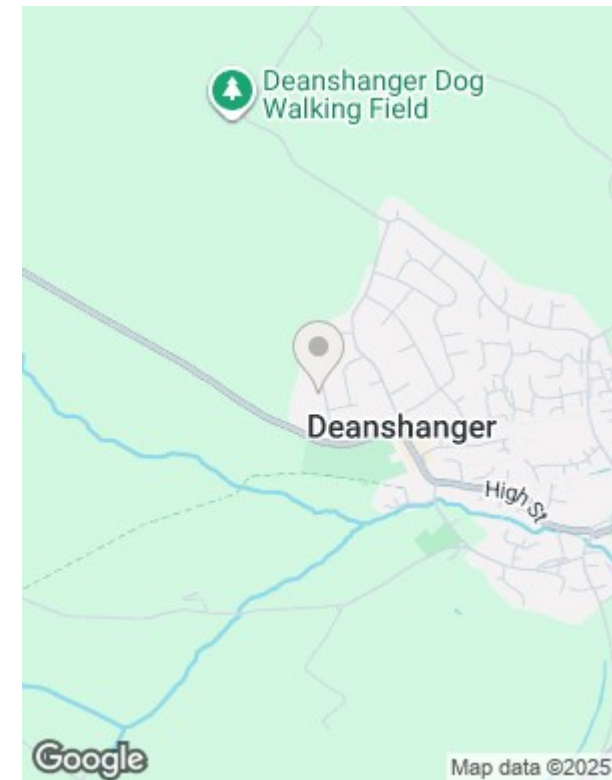 Deanshanger Dog
Walking Field
Deanshanger
High St
Google
Map data ©2025